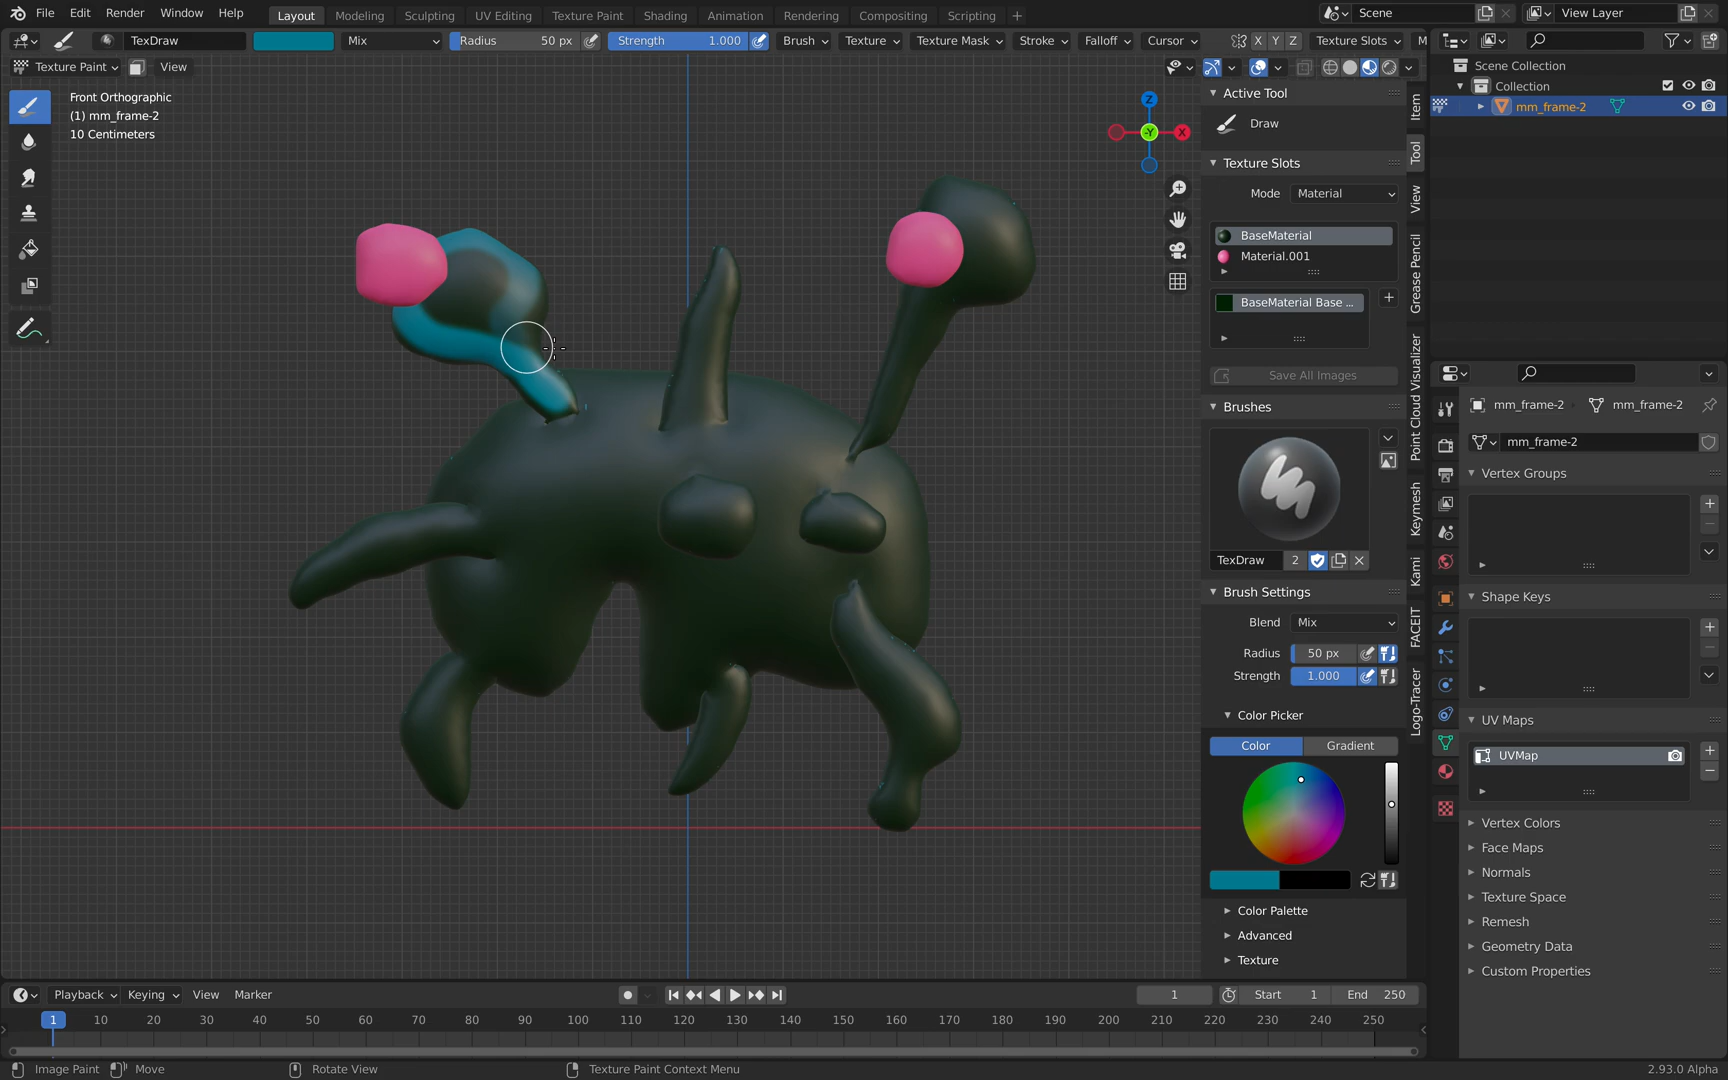 File Edit Render Window Help Layout Modeling Sculpting UV Editing Texture Paint Shading Animation Rendering Compositing Scripting + Scene View Layer
TexDraw Mix Radius 50 px Strength 1.000 Brush Texture Texture Mask Stroke Falloff Cursor X Y Z Texture Slots M
Texture Paint View
Front Orthographic
(1) mm_frame-2
10 Centimeters
Z
-Y
X
Active Tool
Draw
Texture Slots
Mode Material
BaseMaterial
Material.001
BaseMaterial Base ...
Save All Images
Brushes
TexDraw 2
Brush Settings
Blend Mix
Radius 50 px
Strength 1.000
Color Picker
Color Gradient
Color Palette
Advanced
Texture
Item
Tool
View
Grease Pencil
Point Cloud Visualizer
Keymesh
Kami
FACEIT
Logo-Tracer
Scene Collection
Collection
mm_frame-2
mm_frame-2 mm_frame-2
mm_frame-2
Vertex Groups
Shape Keys
UV Maps
UVMap
Vertex Colors
Face Maps
Normals
Texture Space
Remesh
Geometry Data
Custom Properties
Playback Keying View Marker 1 Start 1 End 250
1 10 20 30 40 50 60 70 80 90 100 110 120 130 140 150 160 170 180 190 200 210 220 230 240 250
Image Paint Move Rotate View Texture Paint Context Menu 2.93.0 Alpha